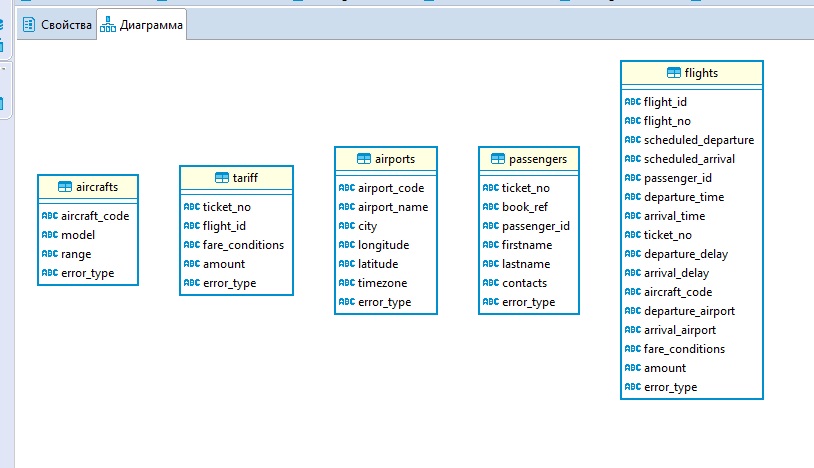 Свойства
Диаграмма
aircrafts
ABC aircraft_code
ABC model
ABC range
ABC error_type
tariff
ABC ticket_no
ABC flight_id
ABC fare_conditions
ABC amount
ABC error_type
airports
ABC airport_code
ABC airport_name
ABC city
ABC longitude
ABC latitude
ABC timezone
ABC error_type
passengers
ABC ticket_no
ABC book_ref
ABC passenger_id
ABC firstname
ABC lastname
ABC contacts
ABC error_type
flights
ABC flight_id
ABC flight_no
ABC scheduled_departure
ABC scheduled_arrival
ABC passenger_id
ABC departure_time
ABC arrival_time
ABC ticket_no
ABC departure_delay
ABC arrival_delay
ABC aircraft_code
ABC departure_airport
ABC arrival_airport
ABC fare_conditions
ABC amount
ABC error_type